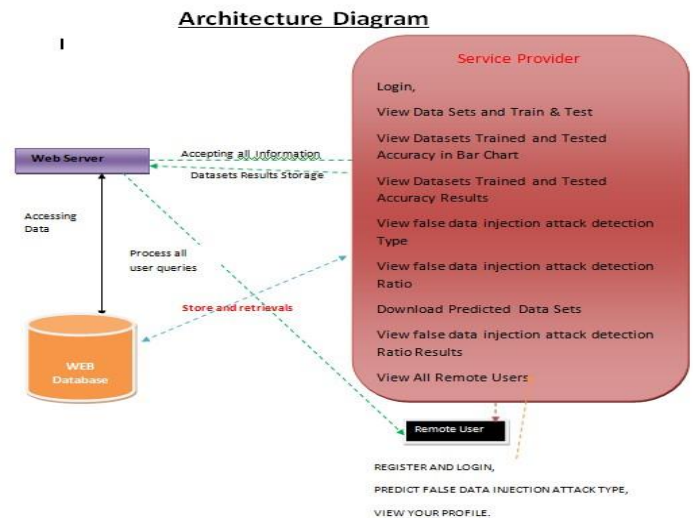 Architecture Diagram
I
Service Provider
Login,
View Data Sets and Train & Test
View Datasets Trained and Tested
Accuracy in Bar Chart
View Datasets Trained and Tested
Accuracy Results
View false data injection attack detection
Type
View false data injection attack detection
Ratio
Download Predicted Data Sets
View false data injection attack detection
Ratio Results
View All Remote Users
Web Server
Accepting all Information
Datasets Results Storage
Accessing
Data
Process all
user queries
Store and retrievals
WEB
Database
Remote User
REGISTER AND LOGIN,
PREDICT FALSE DATA INJECTION ATTACK TYPE,
VIEW YOUR PROFILE.